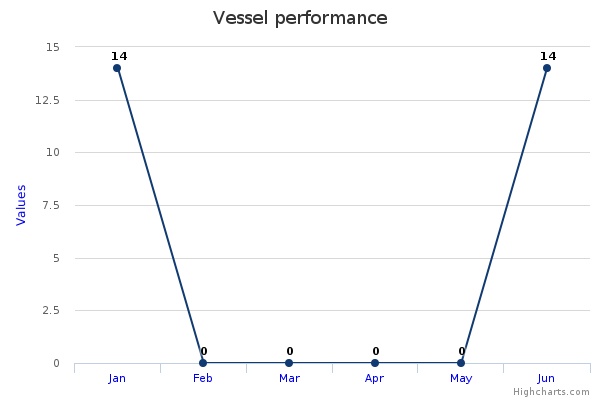 Vessel performance
Values
15
12.5
10
7.5
5
2.5
0
14
0
0
0
0
14
Jan
Feb
Mar
Apr
May
Jun
Highcharts.com